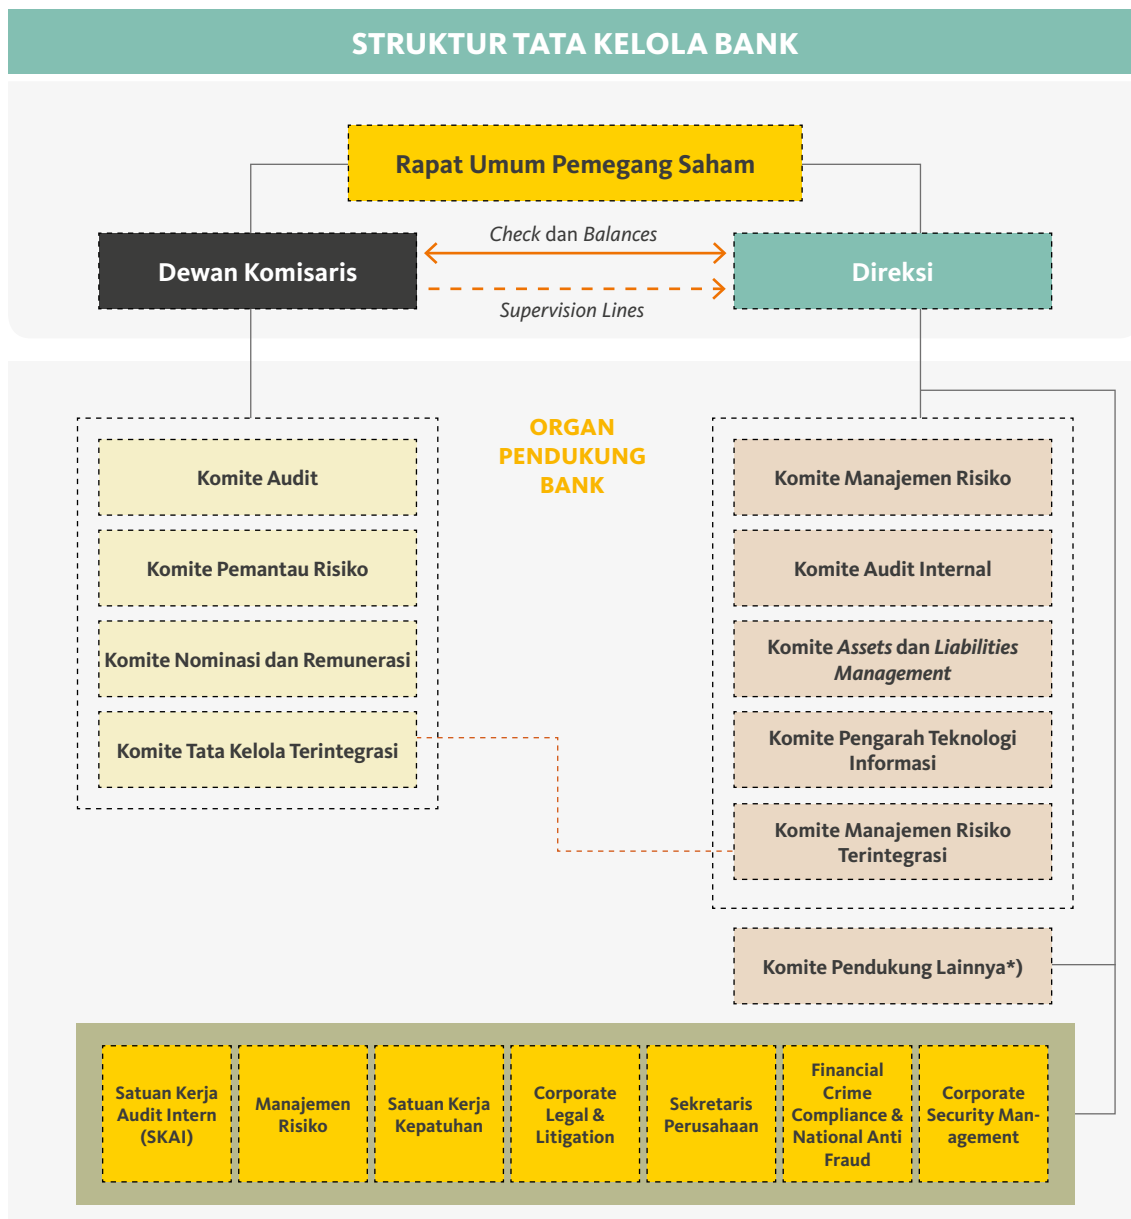 STRUKTUR TATA KELOLA BANK
Rapat Umum Pemegang Saham
Dewan Komisaris
Check dan Balances
Supervision Lines
Direksi
ORGAN
PENDUKUNG
BANK
Komite Audit
Komite Pemantau Risiko
Komite Nominasi dan Remunerasi
Komite Tata Kelola Terintegrasi
Komite Manajemen Risiko
Komite Audit Internal
Komite Assets dan Liabilities
Management
Komite Pengarah Teknologi
Informasi
Komite Manajemen Risiko
Terintegrasi
Komite Pendukung Lainnya*)
Satuan Kerja
Audit Intern
(SKAI)
Manajemen
Risiko
Satuan Kerja
Kepatuhan
Corporate
Legal &
Litigation
Sekretaris
Perusahaan
Financial
Crime
Compliance &
National Anti
Fraud
Corporate
Security Man-
agement